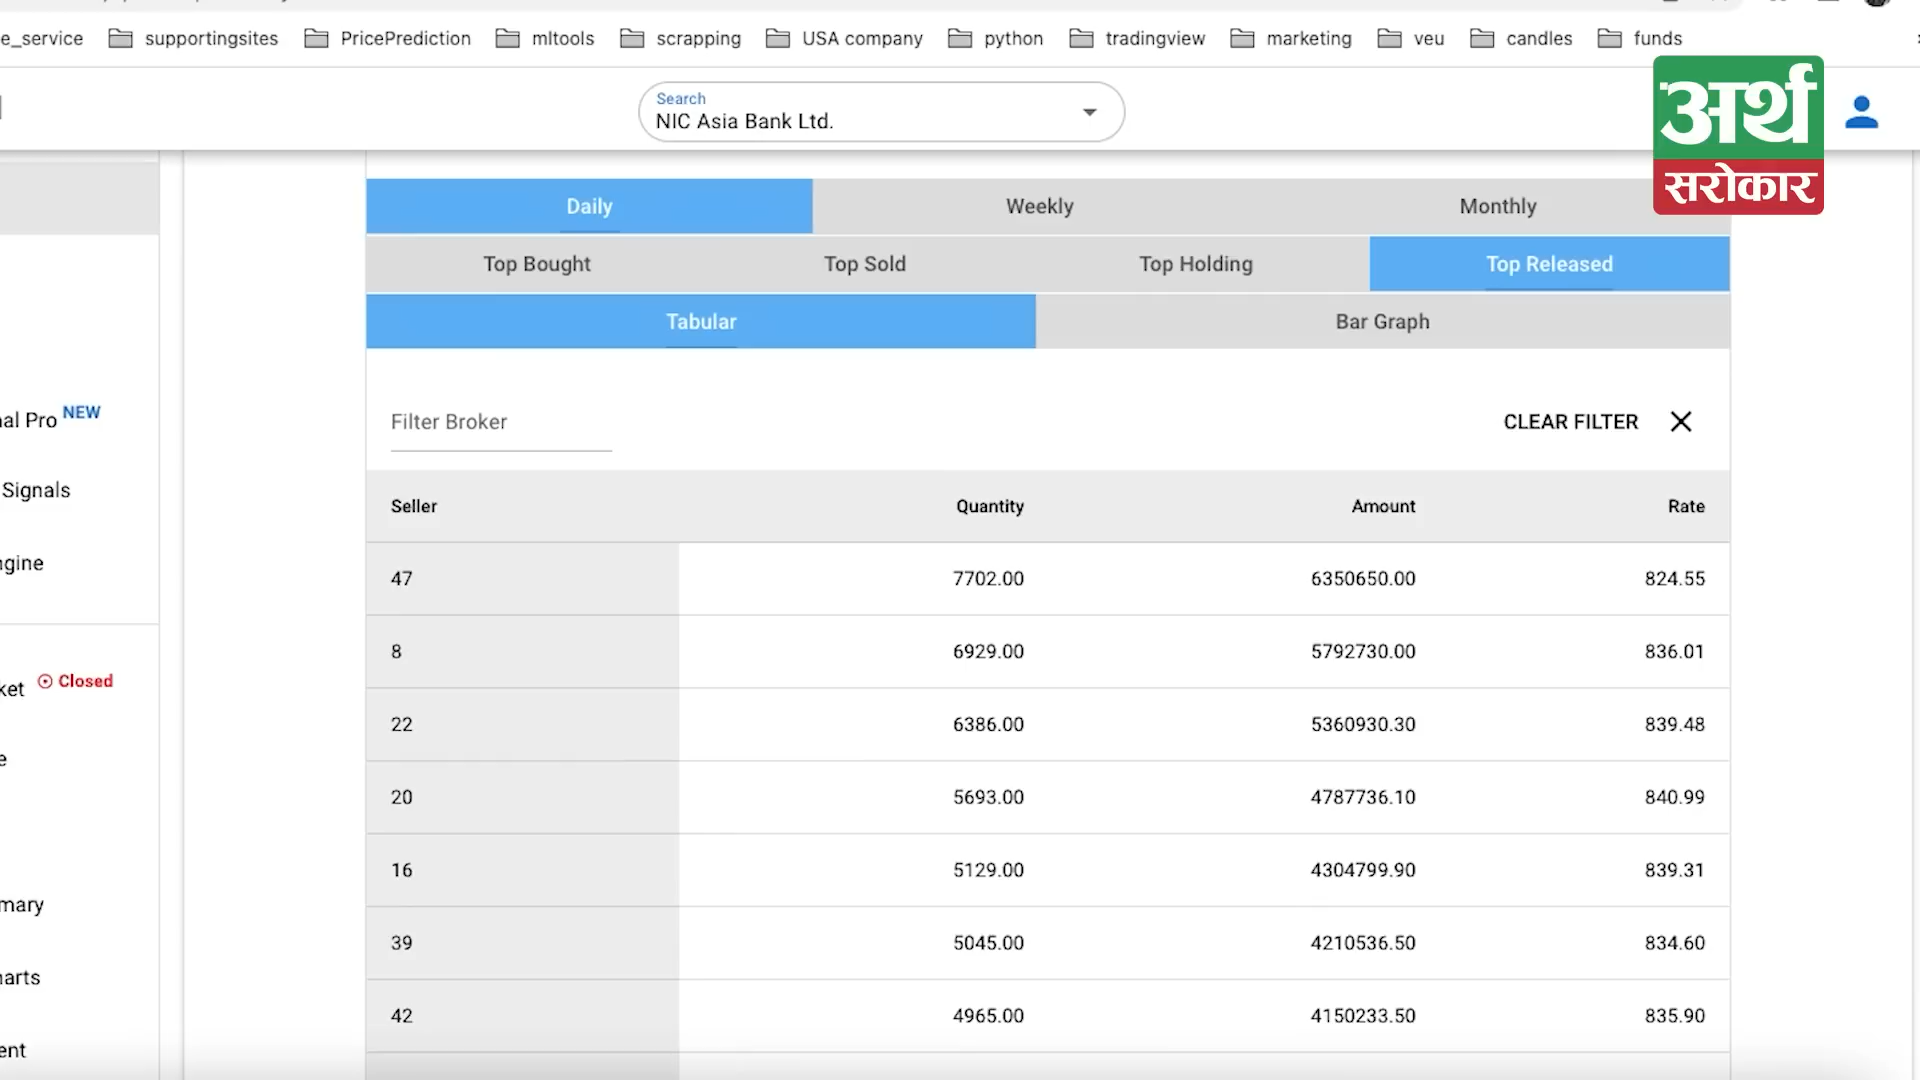 e_service supportingsites PricePrediction mltools scrapping USA company python tradingview marketing veu candles funds
Search
NIC Asia Bank Ltd.
अर्थ
सरोकार
Daily Weekly Monthly
Top Bought Top Sold Top Holding Top Released
Tabular Bar Graph
Filter Broker CLEAR FILTER
al Pro NEW
Signals
ngine
ket Closed
e
mary
harts
ent
Seller Quantity Amount Rate
47 7702.00 6350650.00 824.55
8 6929.00 5792730.00 836.01
22 6386.00 5360930.30 839.48
20 5693.00 4787736.10 840.99
16 5129.00 4304799.90 839.31
39 5045.00 4210536.50 834.60
42 4965.00 4150233.50 835.90